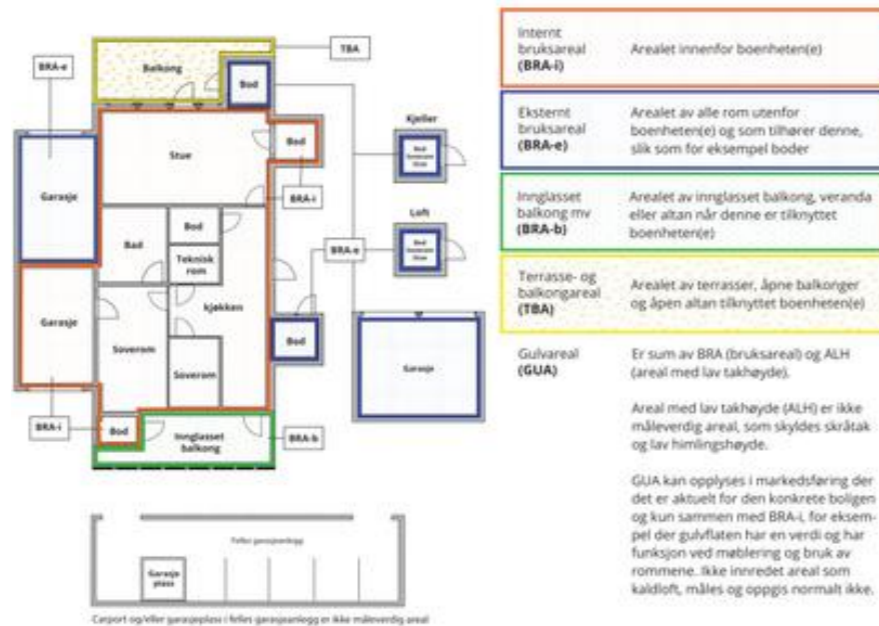 TBA
BRA-e
Balkong
Bod
Kjeller
Bod
Stue
Bod
BRA-i
Garasje
Loft
Bad
Bod
BRA-e
Teknisk
rom
Bod
Garasje
kjøkken
Soverom
Bod
Garasje
Soverom
BRA-i
Bod
Innglasset
balkong
BRA-b
Felles garasjeanlegg
Garasje
plass
Carport og/eller garasjeplass i felles garasjeanlegg er ikke måleverdig areal
Internt
bruksareal
(BRA-i)
Arealet innenfor boenheten(e)
Eksternt
bruksareal
(BRA-e)
Arealet av alle rom utenfor
boenheten(e) og som tilhører denne,
slik som for eksempel boder
Innglasset
balkong mv
(BRA-b)
Arealet av innglasset balkong, veranda
eller altan når denne er tilknyttet
boenheten(e)
Terrasse- og
balkongareal
(TBA)
Arealet av terrasser, åpne balkonger
og åpen altan tilknyttet boenheten(e)
Gulvareal
(GUA)
Er sum av BRA (bruksareal) og ALH
(areal med lav takhøyde).
Areal med lav takhøyde (ALH) er ikke
måleverdig areal, som skyldes skråtak
og lav himlingshøyde.
GUA kan opplyses i markedsføring der
det er aktuelt for den konkrete boligen
og kun sammen med BRA-i, for eksem-
pel der gulvflaten har en verdi og har
funksjon ved møblering og bruk av
rommene. Ikke innredet areal som
kaldloft, måles og oppgis normalt ikke.